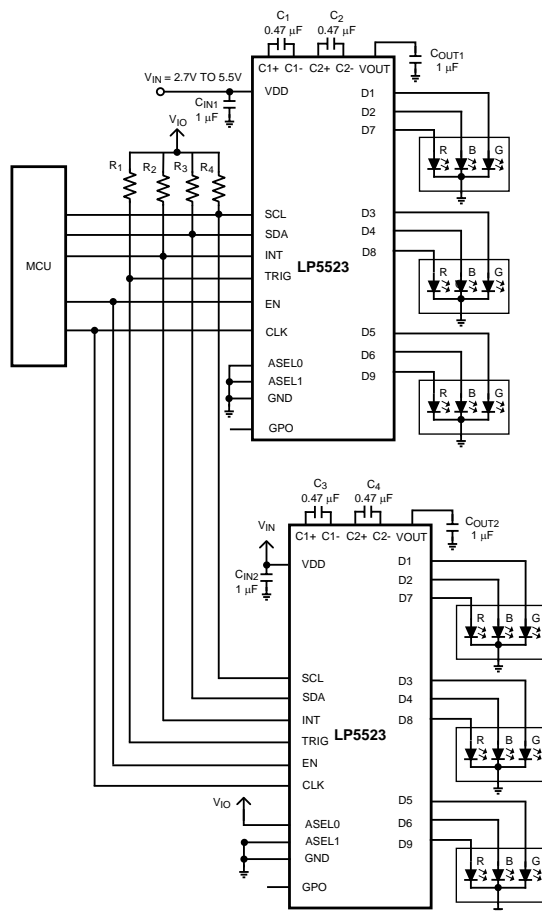 C1
0.47 µF
C2
0.47 µF
COUT1
1 µF
C1+ C1- C2+ C2- VOUT
VIN = 2.7V TO 5.5V
VDD
CIN1
1 µF
VIO
R1
R2
R3
R4
MCU
SCL
SDA
INT
TRIG
EN
CLK
ASEL0
ASEL1
GND
GPO
LP5523
D1
D2
D7
R B G
D3
D4
D8
R B G
D5
D6
D9
R B G
C3
0.47 µF
C4
0.47 µF
COUT2
1 µF
C1+ C1- C2+ C2- VOUT
VIN
VDD
CIN2
1 µF
SCL
SDA
INT
TRIG
EN
CLK
VIO
ASEL0
ASEL1
GND
GPO
LP5523
D1
D2
D7
R B G
D3
D4
D8
R B G
D5
D6
D9
R B G